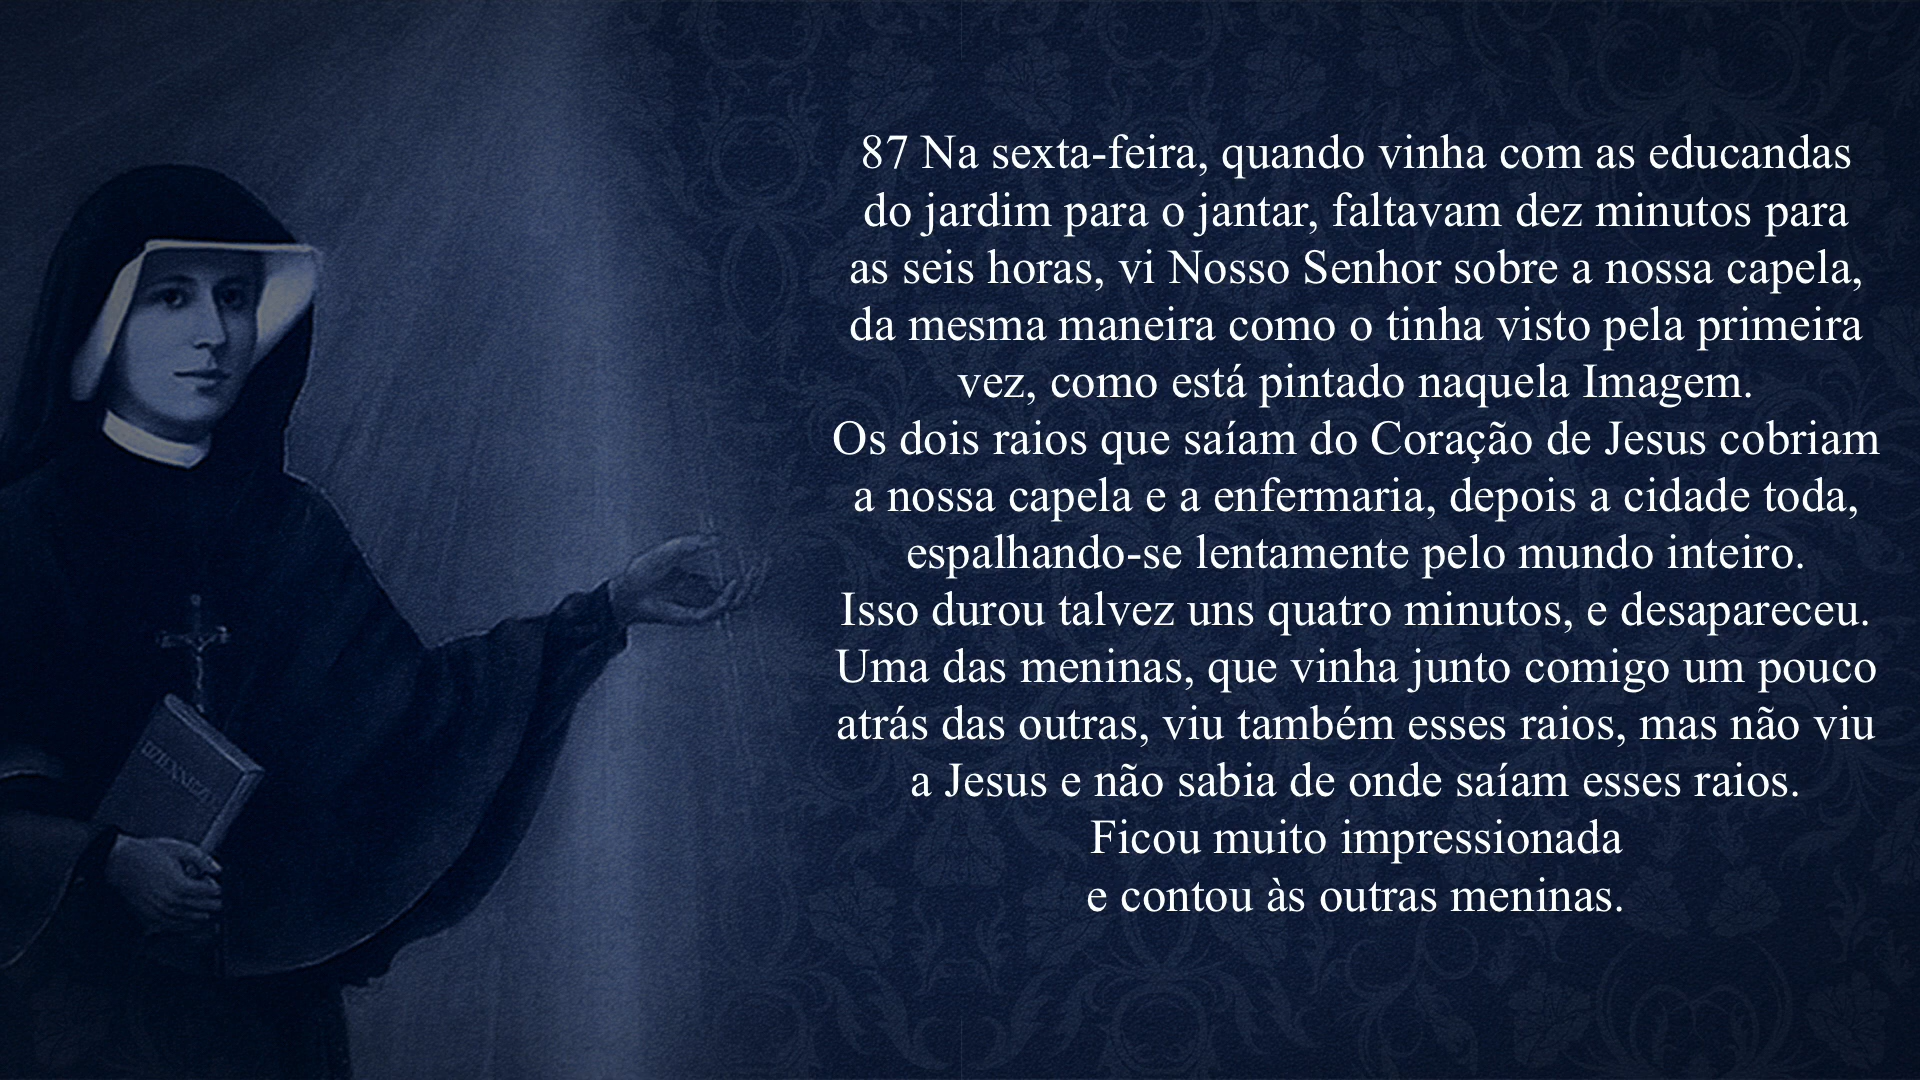 87 Na sexta-feira, quando vinha com as educandas
do jardim para o jantar, faltavam dez minutos para
as seis horas, vi Nosso Senhor sobre a nossa capela,
da mesma maneira como o tinha visto pela primeira
vez, como está pintado naquela Imagem.
Os dois raios que saíam do Coração de Jesus cobriam
a nossa capela e a enfermaria, depois a cidade toda,
espalhando-se lentamente pelo mundo inteiro.
Isso durou talvez uns quatro minutos, e desapareceu.
Uma das meninas, que vinha junto comigo um pouco
atrás das outras, viu também esses raios, mas não viu
a Jesus e não sabia de onde saíam esses raios.
Ficou muito impressionada
e contou às outras meninas.
DZIENNICZEK